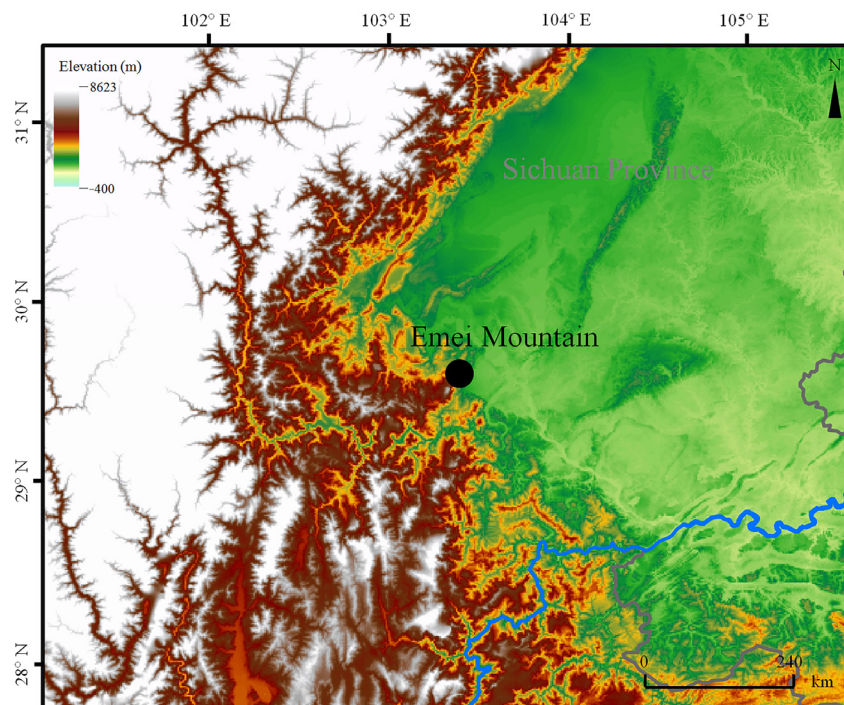 102° E
103° E
104° E
105° E
Elevation (m)
8623
-400
N
31° N
Sichuan Province
30° N
Emei Mountain
29° N
28° N
0
240
km